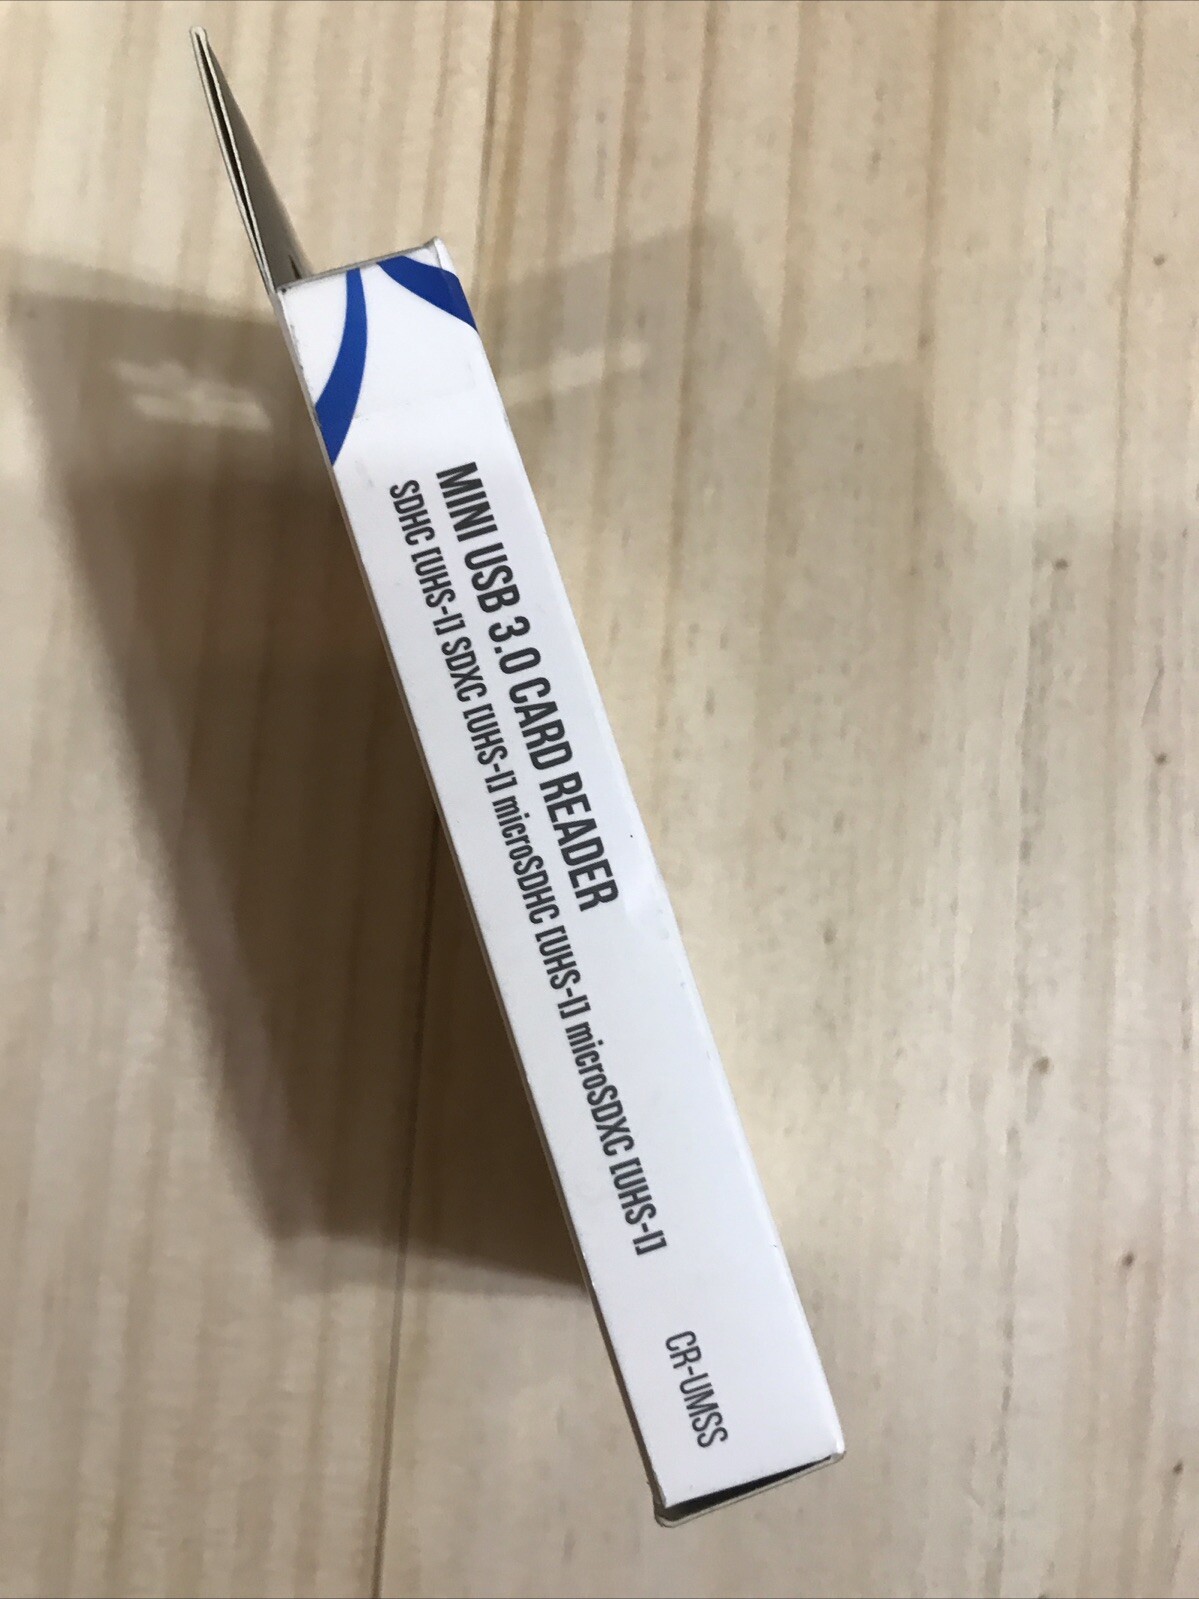 MINI USB 3.0 CARD READER
SDHC [UHS-I] SDXC [UHS-I] microSDHC [UHS-I] microSDXC [UHS-I]
CR-UMSS